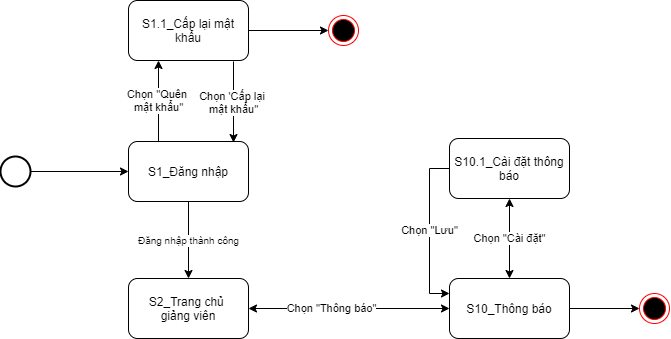 S1.1_Cấp lại mật
khẩu
Chọn "Quên
mật khẩu"
Chọn 'Cấp lại
mật khẩu"
S1_Đăng nhập
S10.1_Cài đặt thông
báo
Chọn "Lưu"
Chọn "Cài đặt"
Đăng nhập thành công
S2_Trang chủ
giảng viên
Chọn "Thông báo"
S10_Thông báo